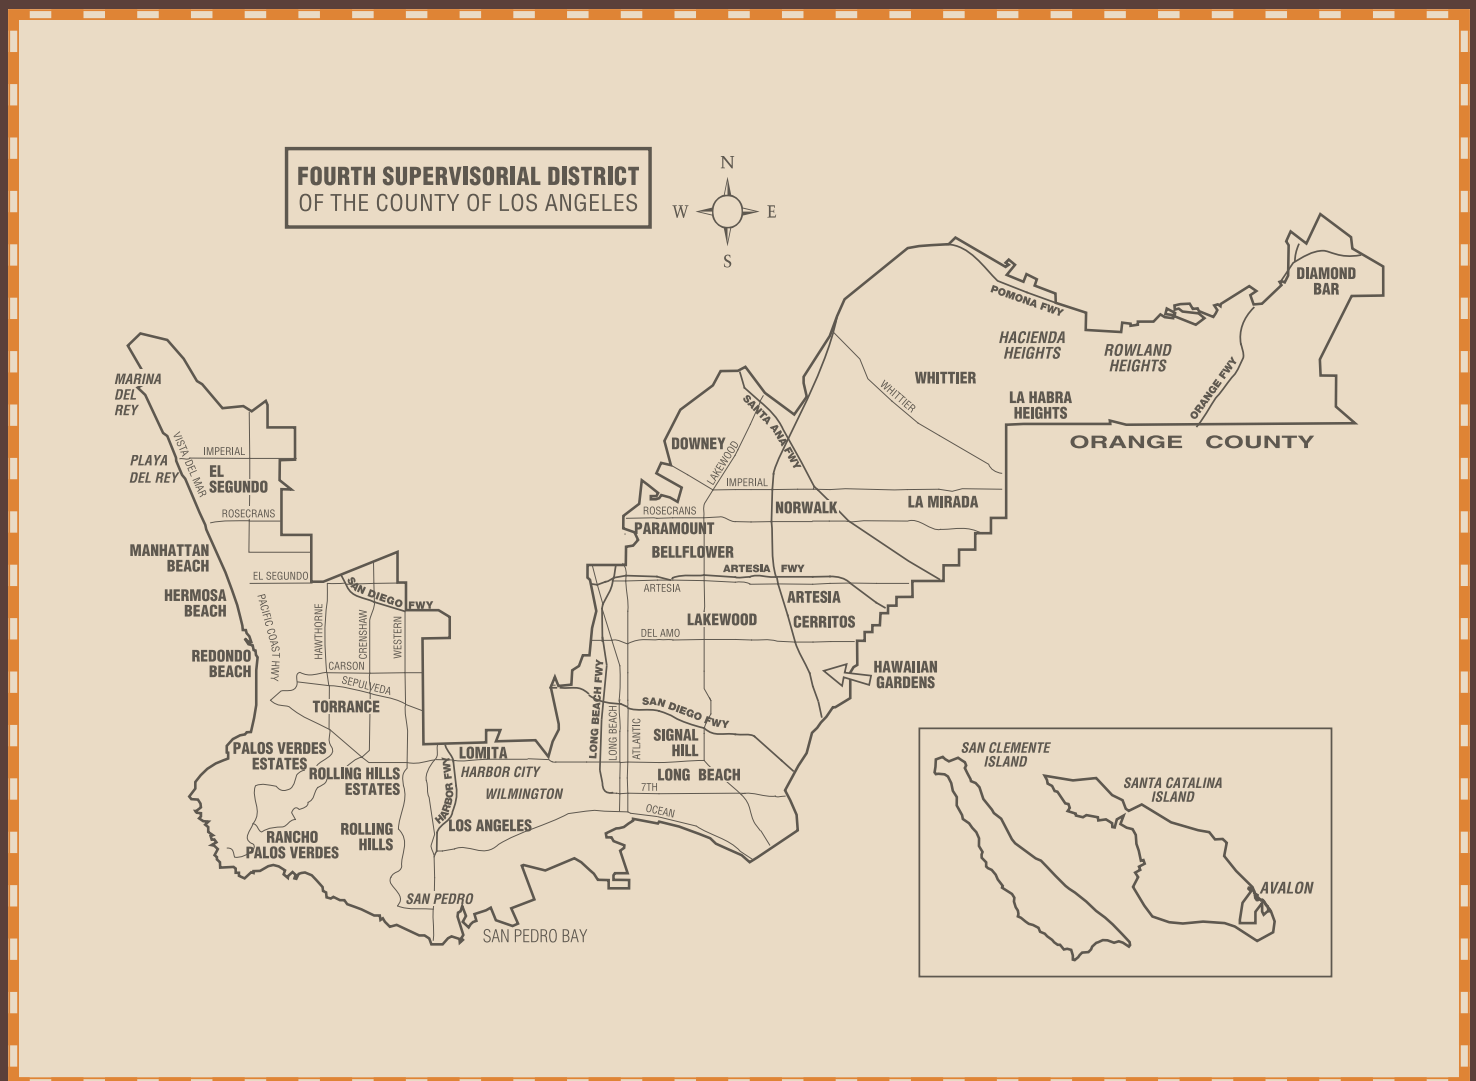 FOURTH SUPERVISORIAL DISTRICT
OF THE COUNTY OF LOS ANGELES
N
W
E
S
DIAMOND
BAR
POMONA FWY
HACIENDA
HEIGHTS
ROWLAND
HEIGHTS
ORANGE FWY
WHITTIER
WHITTIER
LA HABRA
HEIGHTS
ORANGE COUNTY
MARINA
DEL
REY
PLAYA
DEL REY
VISTA DEL MAR
IMPERIAL
EL
SEGUNDO
ROSECRANS
MANHATTAN
BEACH
EL SEGUNDO
HERMOSA
BEACH
PACIFIC COAST HWY
HAWTHORNE
CRENSHAW
WESTERN
SAN DIEGO FWY
REDONDO
BEACH
CARSON
SEPULVEDA
TORRANCE
PALOS VERDES
ESTATES
ROLLING HILLS
ESTATES
RANCHO
PALOS VERDES
ROLLING
HILLS
HARBOR FWY
LOMITA
HARBOR CITY
WILMINGTON
LOS ANGELES
SAN PEDRO
SAN PEDRO BAY
DOWNEY
LAKEWOOD
SANTA ANA FWY
IMPERIAL
ROSECRANS
NORWALK
LA MIRADA
PARAMOUNT
BELLFLOWER
ARTESIA FWY
ARTESIA
ARTESIA
LAKEWOOD
CERRITOS
DEL AMO
HAWAIIAN
GARDENS
LONG BEACH FWY
LONG BEACH
ATLANTIC
SAN DIEGO FWY
SIGNAL
HILL
LONG BEACH
7TH
OCEAN
SAN CLEMENTE
ISLAND
SANTA CATALINA
ISLAND
AVALON